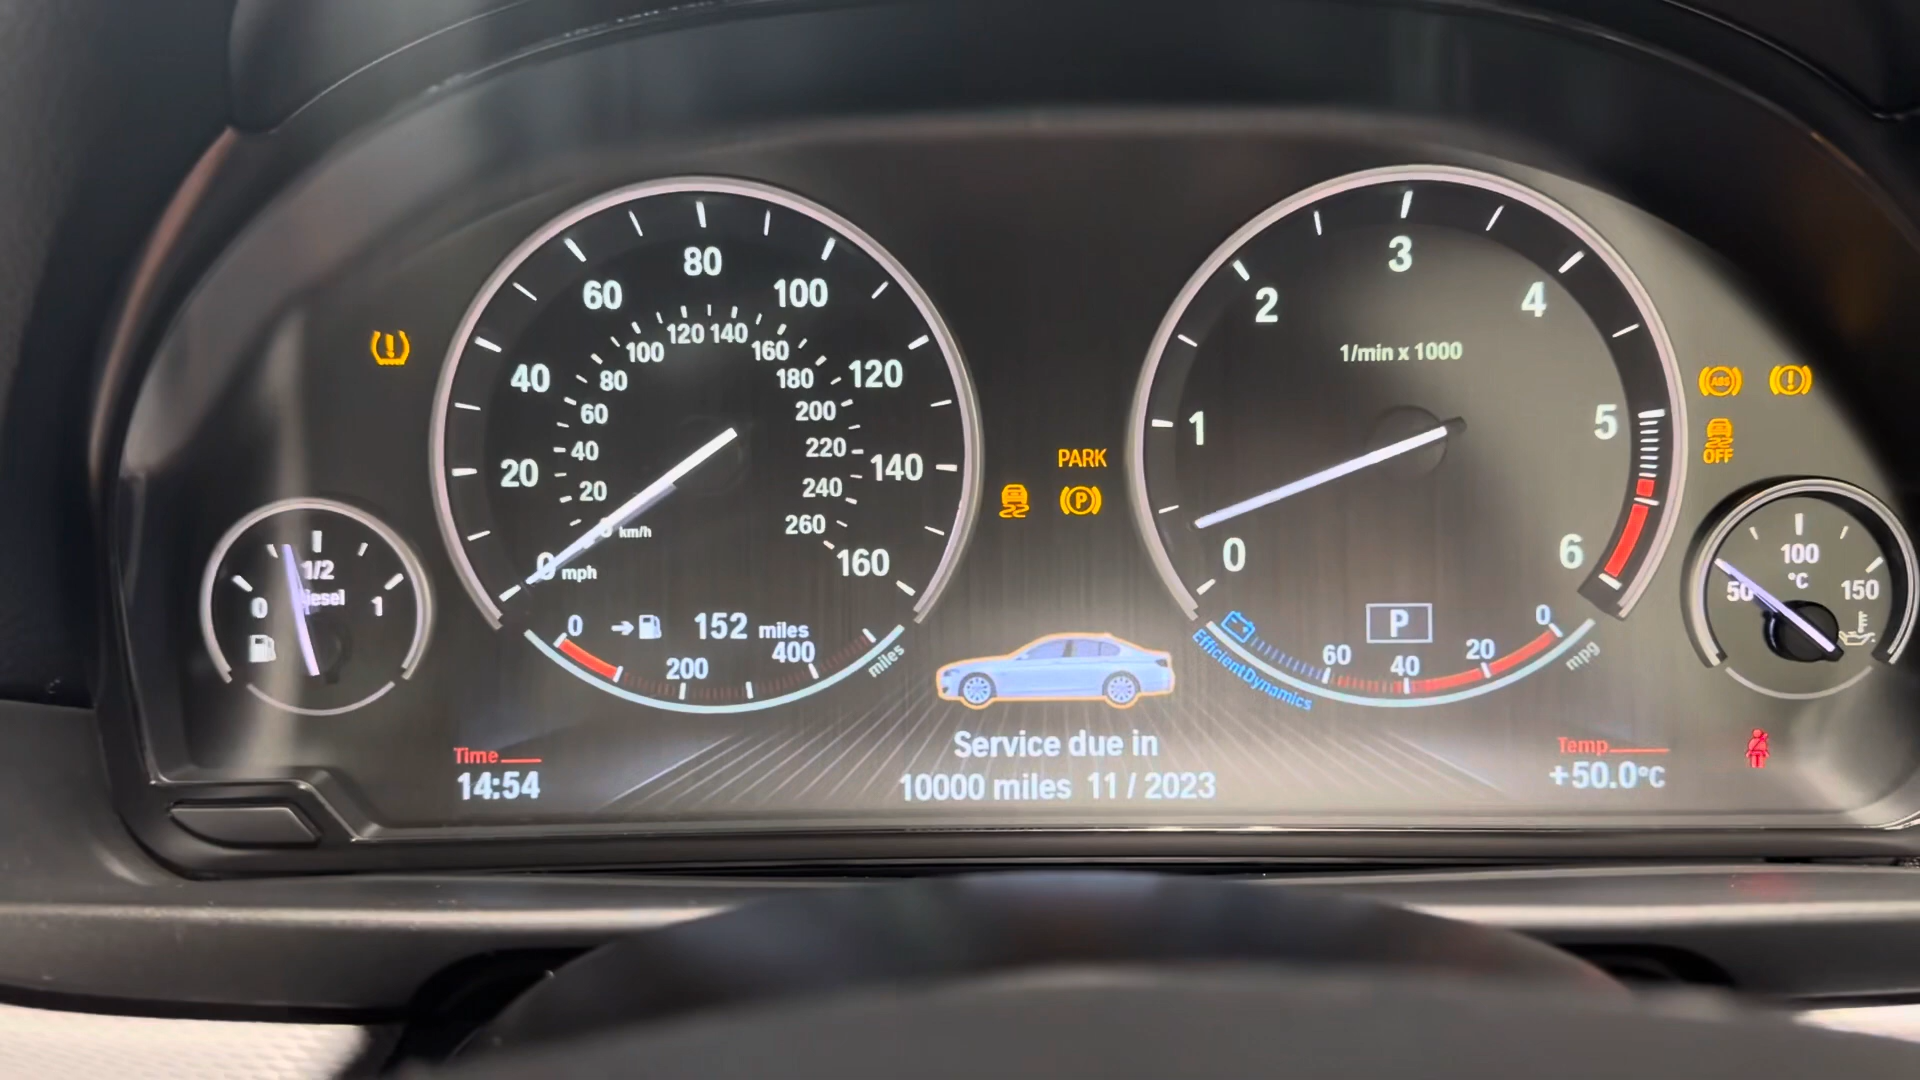 80
60
100
40
120
20
140
0 mph
160
120 140
100
160
80
180
60
200
40
220
20
240
km/h
260
0
152 miles
200
400
miles
1/2
0
1
PARK
P
3
2
4
1/min x 1000
1
5
0
6
P
60
40
20
0
mpg
EfficientDynamics
ABS
OFF
100
°C
50
150
Time
14:54
Service due in
10000 miles 11 / 2023
Temp
+50.0°C